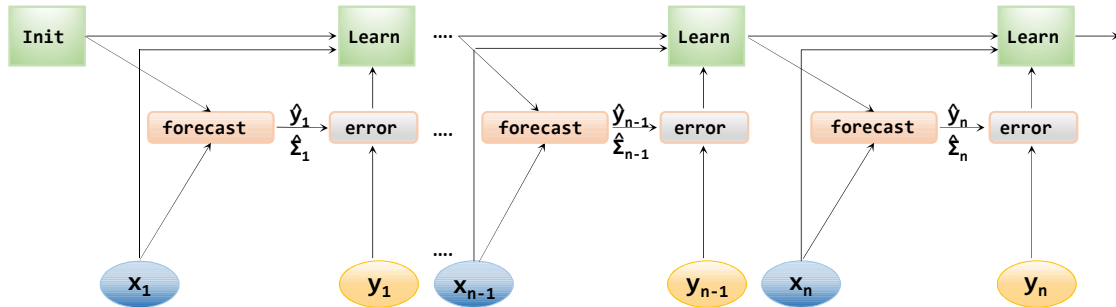 Init
Learn
....
Learn
Learn
forecast
ŷ₁
Σ̂₁
error
....
forecast
ŷₙ₋₁
Σ̂ₙ₋₁
error
forecast
ŷₙ
Σ̂ₙ
error
x₁
y₁
....
xₙ₋₁
yₙ₋₁
xₙ
yₙ